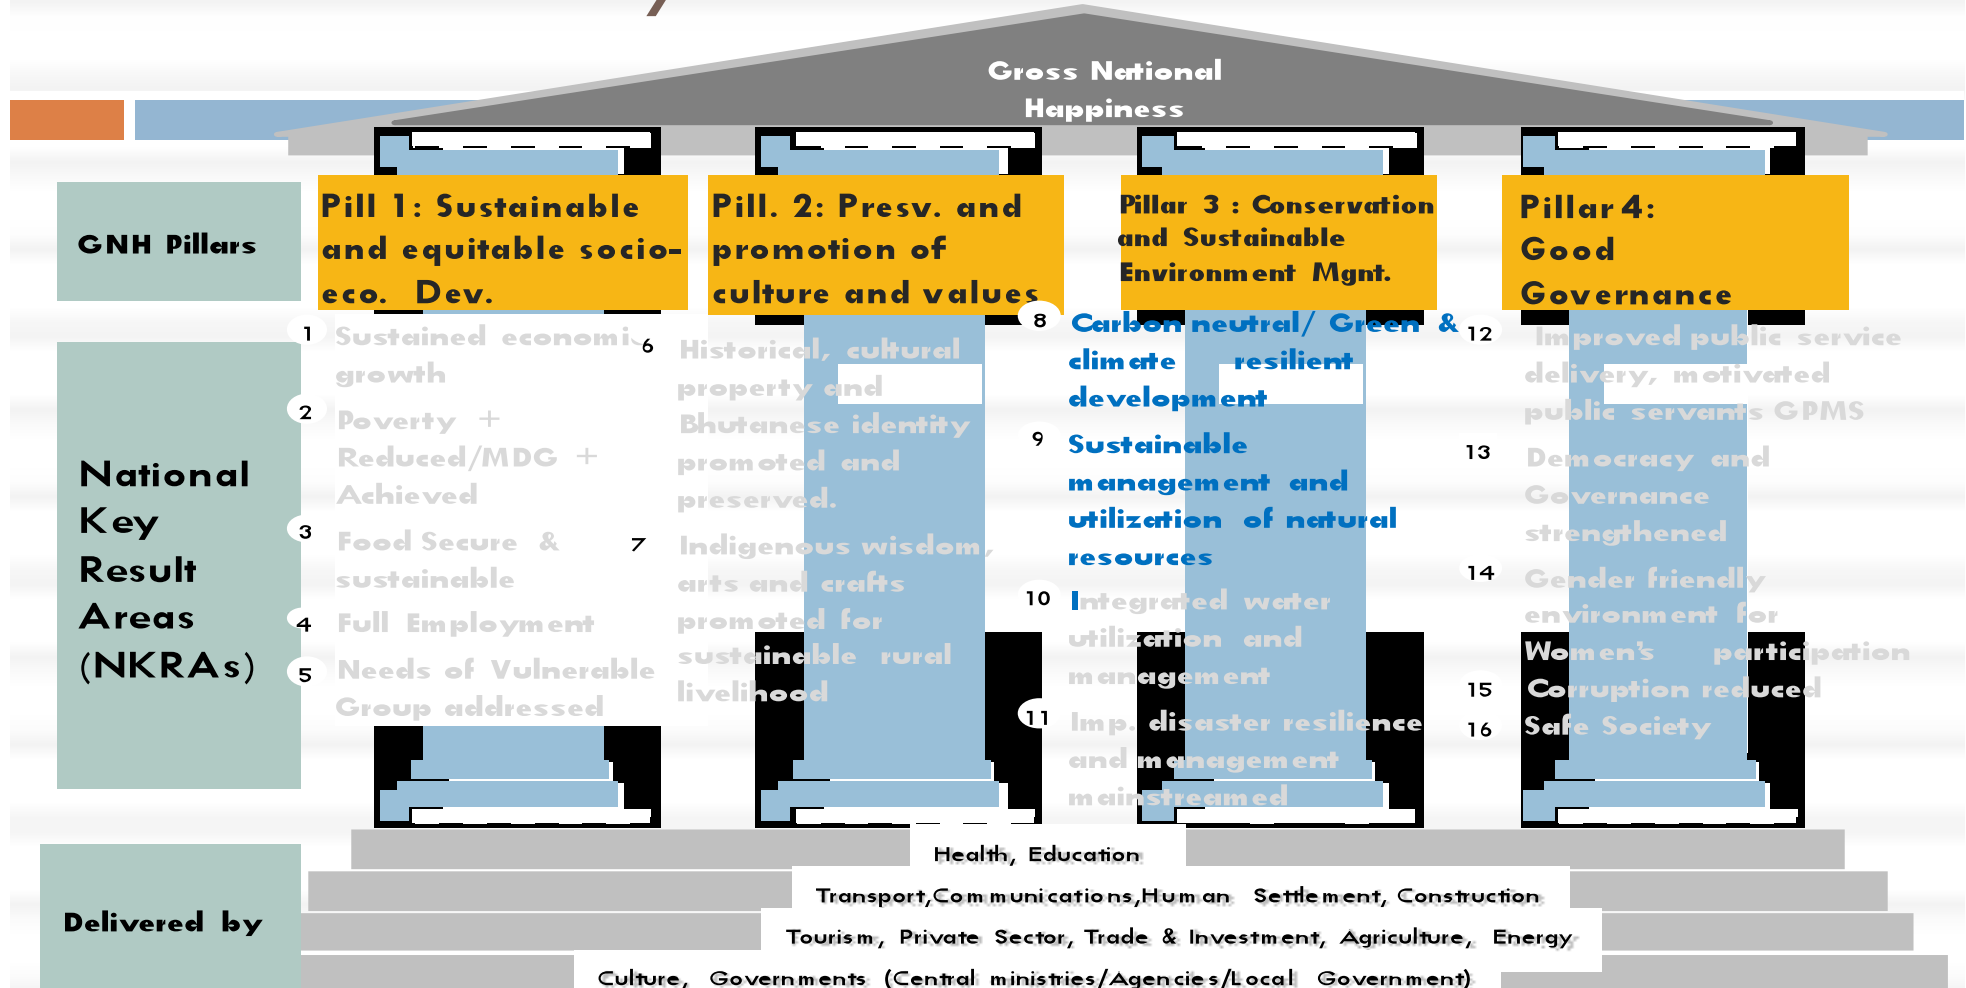 Gross National
Happiness
GNH Pillars
Pill 1: Sustainable
and equitable socio-
eco. Dev.
Pill. 2: Presv. and
promotion of
culture and values
Pillar 3 : Conservation
and Sustainable
Environment Mgnt.
Pillar 4:
Good
Governance
National
Key
Result
Areas
(NKRAs)
1 Sustained economic
growth
2 Poverty +
Reduced/MDG +
Achieved
3 Food Secure &
sustainable
4 Full Employment
5 Needs of Vulnerable
Group addressed
6 Historical, cultural
property and
Bhutanese identity
promoted and
preserved.
7 Indigenous wisdom,
arts and crafts
promoted for
sustainable rural
livelihood
8 Carbon neutral/ Green &
climate resilient
development
9 Sustainable
management and
utilization of natural
resources
10 Integrated water
utilization and
management
11 Imp. disaster resilience
and management
mainstreamed
12 Improved public service
delivery, motivated
public servants GPMS
13 Democracy and
Governance
strengthened
14 Gender friendly
environment for
Women's participation
15 Corruption reduced
16 Safe Society
Delivered by
Health, Education
Transport,Communications,Human Settlement, Construction
Tourism, Private Sector, Trade & Investment, Agriculture, Energy
Culture, Governments (Central ministries/Agencies/Local Government)